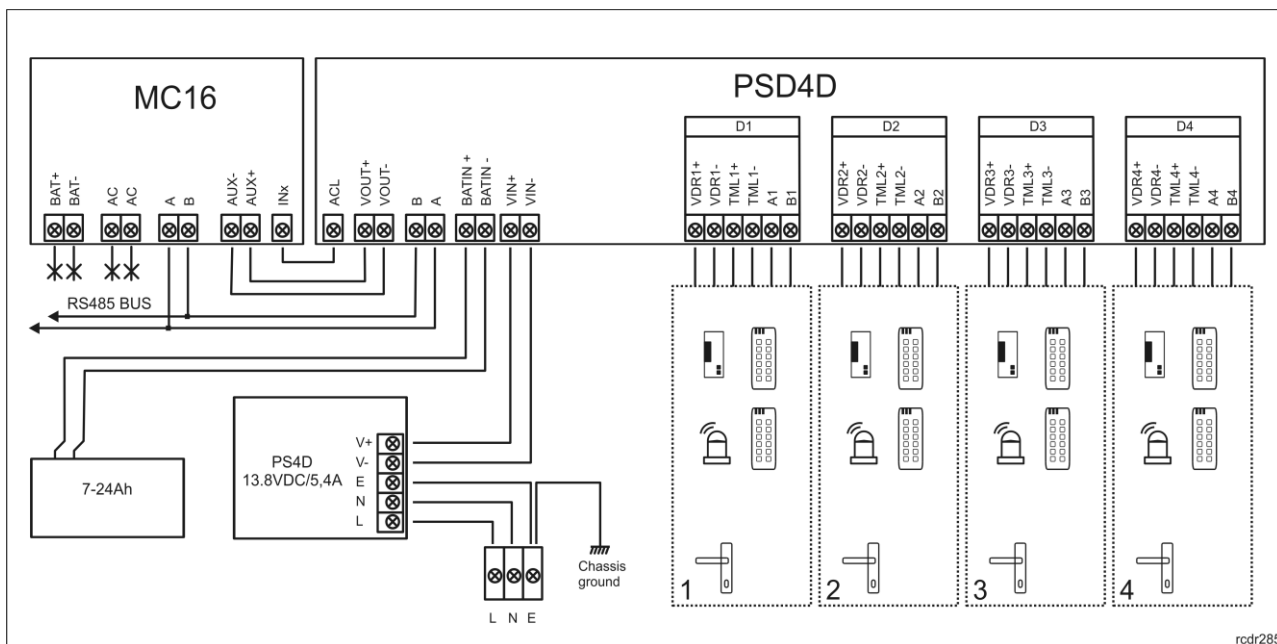 MC16
PSD4D
D1
D2
D3
D4
BAT+
BAT-
AC
AC
A
B
AUX-
AUX+
INx
ACL
VOUT+
VOUT-
B
A
BATIN +
BATIN -
VIN+
VIN-
VDR1+
VDR1-
TML1+
TML1-
A1
B1
VDR2+
VDR2-
TML2+
TML2-
A2
B2
VDR3+
VDR3-
TML3+
TML3-
A3
B3
VDR4+
VDR4-
TML4+
TML4-
A4
B4
RS485 BUS
7-24Ah
PS4D
13.8VDC/5,4A
V+
V-
E
N
L
Chassis
ground
L N E
1
2
3
4
rcdr285